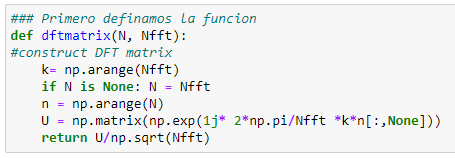 ### Primero definamos la funcion
def dftmatrix(N, Nfft):
#construct DFT matrix
    k= np.arange(Nfft)
    if N is None: N = Nfft
    n = np.arange(N)
    U = np.matrix(np.exp(1j* 2*np.pi/Nfft *k*n[:,None]))
    return U/np.sqrt(Nfft)